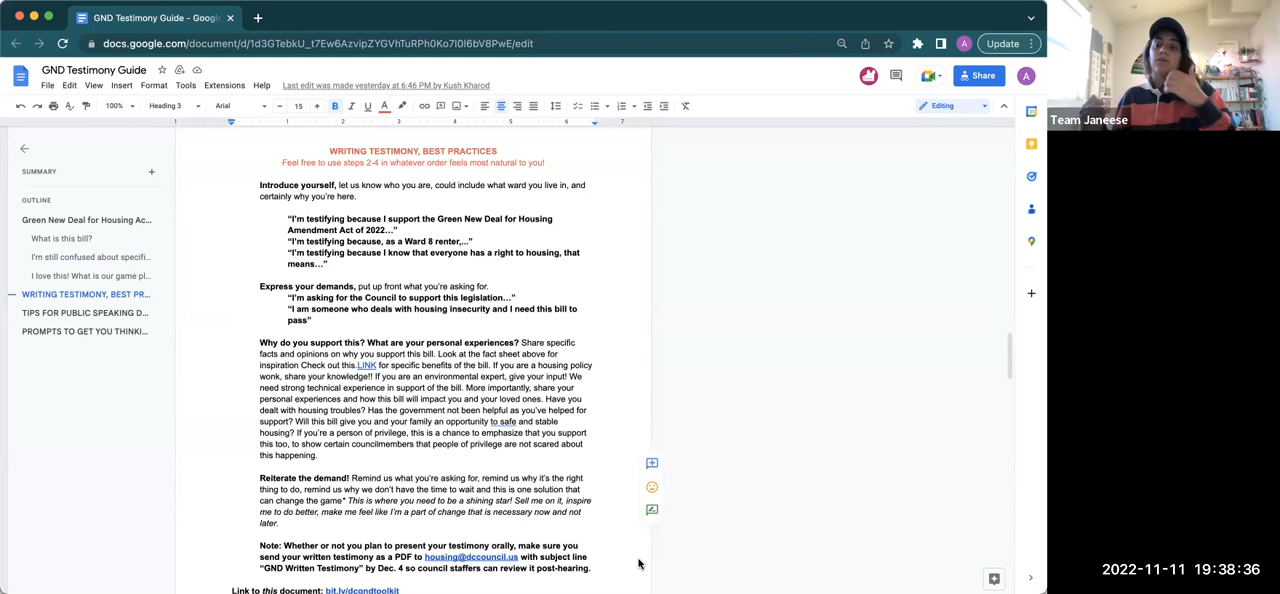 GND Testimony Guide - Googl
docs.google.com/document/d/1d3GTebkU_t7Ew6AzvipZYGVhTuRPh0Ko7I0I6bV8PwE/edit
A
Update
GND Testimony Guide
File Edit View Insert Format Tools Extensions Help Last edit was made yesterday at 6:46 PM by Kush Kharod
Share
A
100% Heading 3 Arial 15 B I U A Editing
1 1 2 3 4 5 6 7
Team Janeese
SUMMARY
OUTLINE
Green New Deal for Housing Ac...
What is this bill?
I'm still confused about specifi...
I love this! What is our game pl...
WRITING TESTIMONY, BEST PR...
TIPS FOR PUBLIC SPEAKING D...
PROMPTS TO GET YOU THINKI...
WRITING TESTIMONY, BEST PRACTICES
Feel free to use steps 2-4 in whatever order feels most natural to you!
Introduce yourself, let us know who you are, could include what ward you live in, and
certainly why you're here.
“I'm testifying because I support the Green New Deal for Housing
Amendment Act of 2022…”
“I'm testifying because, as a Ward 8 renter,...”
“I'm testifying because I know that everyone has a right to housing, that
means…”
Express your demands, put up front what you're asking for.
“I'm asking for the Council to support this legislation…”
“I am someone who deals with housing insecurity and I need this bill to
pass”
Why do you support this? What are your personal experiences? Share specific
facts and opinions on why you support this bill. Look at the fact sheet above for
inspiration Check out this.LINK for specific benefits of the bill. If you are a housing policy
wonk, share your knowledge!! If you are an environmental expert, give your input! We
need strong technical experience in support of the bill. More importantly, share your
personal experiences and how this bill will impact you and your loved ones. Have you
dealt with housing troubles? Has the government not been helpful as you've helped for
support? Will this bill give you and your family an opportunity to safe and stable
housing? If you're a person of privilege, this is a chance to emphasize that you support
this too, to show certain councilmembers that people of privilege are not scared about
this happening.
Reiterate the demand! Remind us what you're asking for, remind us why it's the right
thing to do, remind us why we don't have the time to wait and this is one solution that
can change the game* This is where you need to be a shining star! Sell me on it, inspire
me to do better, make me feel like I'm a part of change that is necessary now and not
later.
Note: Whether or not you plan to present your testimony orally, make sure you
send your written testimony as a PDF to housing@dccouncil.us with subject line
“GND Written Testimony” by Dec. 4 so council staffers can review it post-hearing.
Link to this document: bit.ly/dcgndtoolkit
2022-11-11 19:38:36